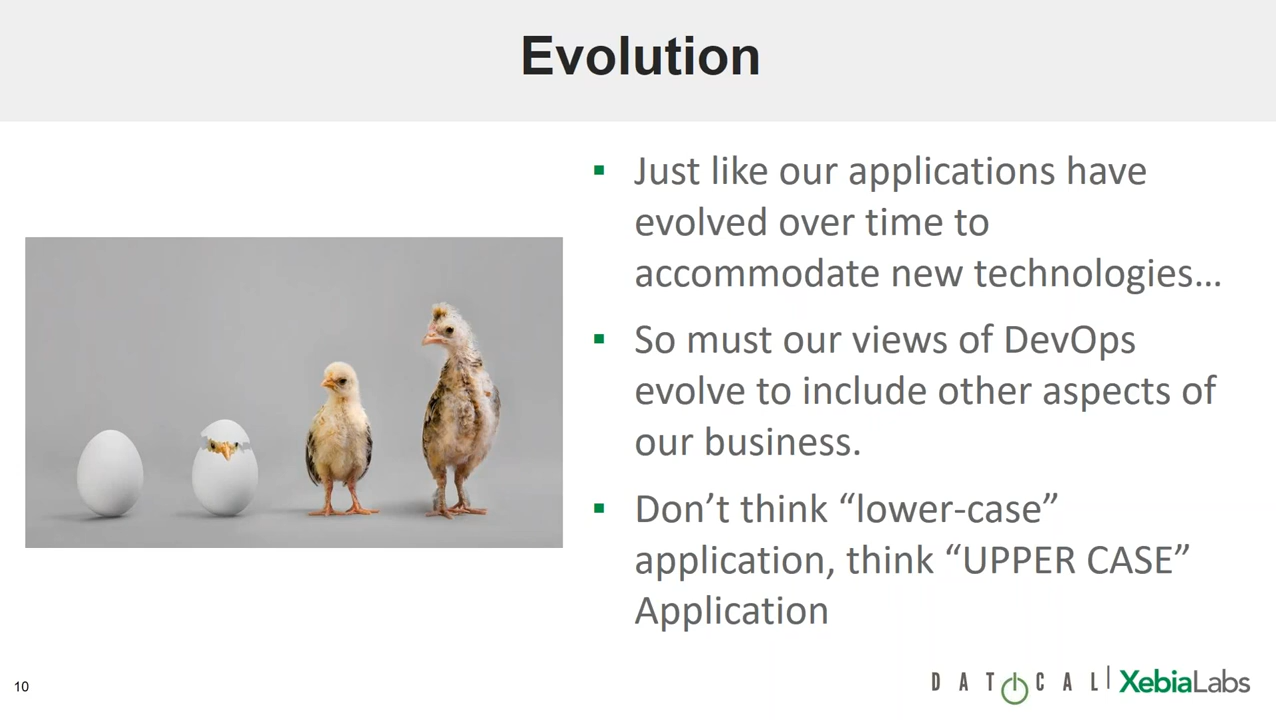 Evolution
▪ Just like our applications have
evolved over time to
accommodate new technologies…
▪ So must our views of DevOps
evolve to include other aspects of
our business.
▪ Don’t think “lower-case”
application, think “UPPER CASE”
Application
10
DATICAL | XebiaLabs